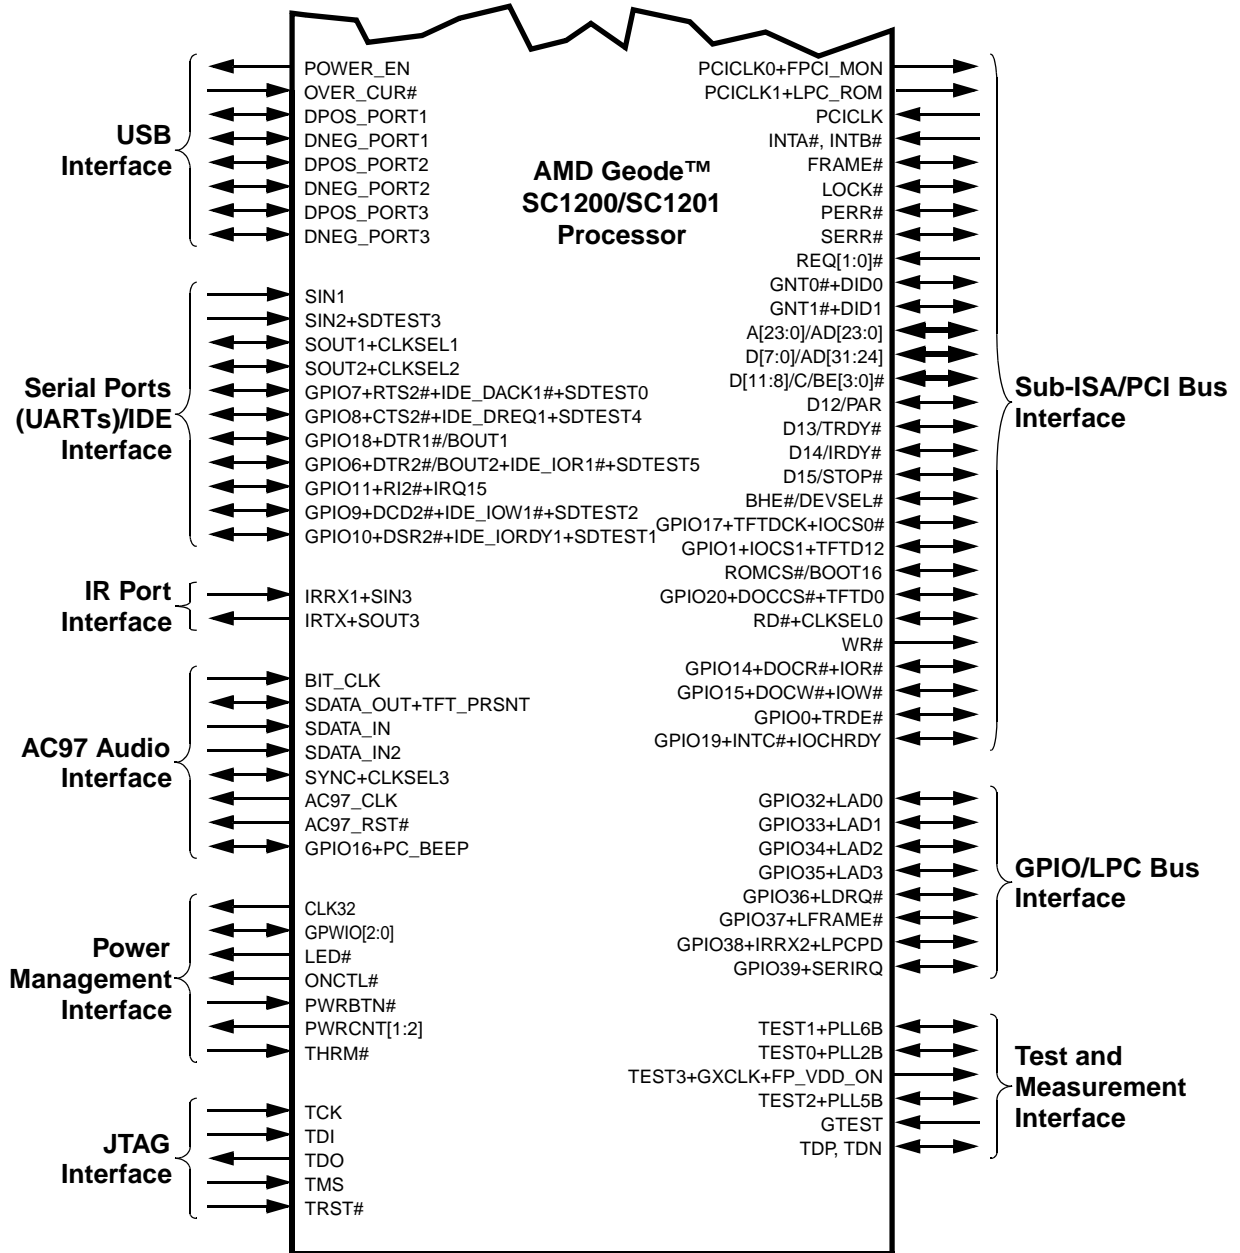 AMD Geode™
SC1200/SC1201
Processor
USB
Interface
POWER_EN
OVER_CUR#
DPOS_PORT1
DNEG_PORT1
DPOS_PORT2
DNEG_PORT2
DPOS_PORT3
DNEG_PORT3
Serial Ports
(UARTs)/IDE
Interface
SIN1
SIN2+SDTEST3
SOUT1+CLKSEL1
SOUT2+CLKSEL2
GPIO7+RTS2#+IDE_DACK1#+SDTEST0
GPIO8+CTS2#+IDE_DREQ1+SDTEST4
GPIO18+DTR1#/BOUT1
GPIO6+DTR2#/BOUT2+IDE_IOR1#+SDTEST5
GPIO11+RI2#+IRQ15
GPIO9+DCD2#+IDE_IOW1#+SDTEST2
GPIO10+DSR2#+IDE_IORDY1+SDTEST1
IR Port
Interface
IRRX1+SIN3
IRTX+SOUT3
AC97 Audio
Interface
BIT_CLK
SDATA_OUT+TFT_PRSNT
SDATA_IN
SDATA_IN2
SYNC+CLKSEL3
AC97_CLK
AC97_RST#
GPIO16+PC_BEEP
Power
Management
Interface
CLK32
GPWIO[2:0]
LED#
ONCTL#
PWRBTN#
PWRCNT[1:2]
THRM#
JTAG
Interface
TCK
TDI
TDO
TMS
TRST#
PCICLK0+FPCI_MON
PCICLK1+LPC_ROM
PCICLK
INTA#, INTB#
FRAME#
LOCK#
PERR#
SERR#
REQ[1:0]#
GNT0#+DID0
GNT1#+DID1
A[23:0]/AD[23:0]
D[7:0]/AD[31:24]
D[11:8]/C/BE[3:0]#
D12/PAR
D13/TRDY#
D14/IRDY#
D15/STOP#
BHE#/DEVSEL#
GPIO17+TFTDCK+IOCS0#
GPIO1+IOCS1+TFTD12
ROMCS#/BOOT16
GPIO20+DOCCS#+TFTD0
RD#+CLKSEL0
WR#
GPIO14+DOCR#+IOR#
GPIO15+DOCW#+IOW#
GPIO0+TRDE#
GPIO19+INTC#+IOCHRDY
Sub-ISA/PCI Bus
Interface
GPIO32+LAD0
GPIO33+LAD1
GPIO34+LAD2
GPIO35+LAD3
GPIO36+LDRQ#
GPIO37+LFRAME#
GPIO38+IRRX2+LPCPD
GPIO39+SERIRQ
GPIO/LPC Bus
Interface
TEST1+PLL6B
TEST0+PLL2B
TEST3+GXCLK+FP_VDD_ON
TEST2+PLL5B
GTEST
TDP, TDN
Test and
Measurement
Interface